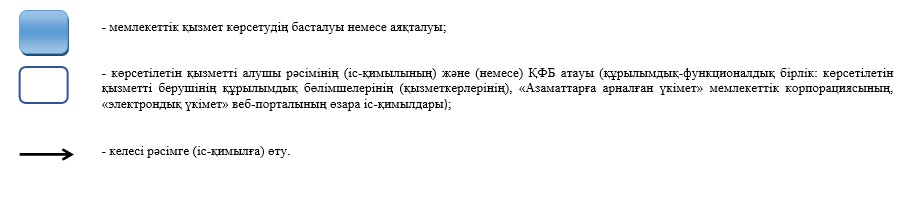 - мемлекеттік қызмет көрсетудің басталуы немесе аяқталуы;
- көрсетілетін қызметті алушы рәсімінің (іс-қимылының) және (немесе) ҚФБ атауы (құрылымдық-функционалдық бірлік: көрсетілетін
қызметті берушінің құрылымдық бөлімшелерінің (қызметкерлерінің), «Азаматтарға арналған үкімет» мемлекеттік корпорациясының,
«электрондық үкімет» веб-порталының өзара іс-қимылдары);
- келесі рәсімге (іс-қимылға) өту.